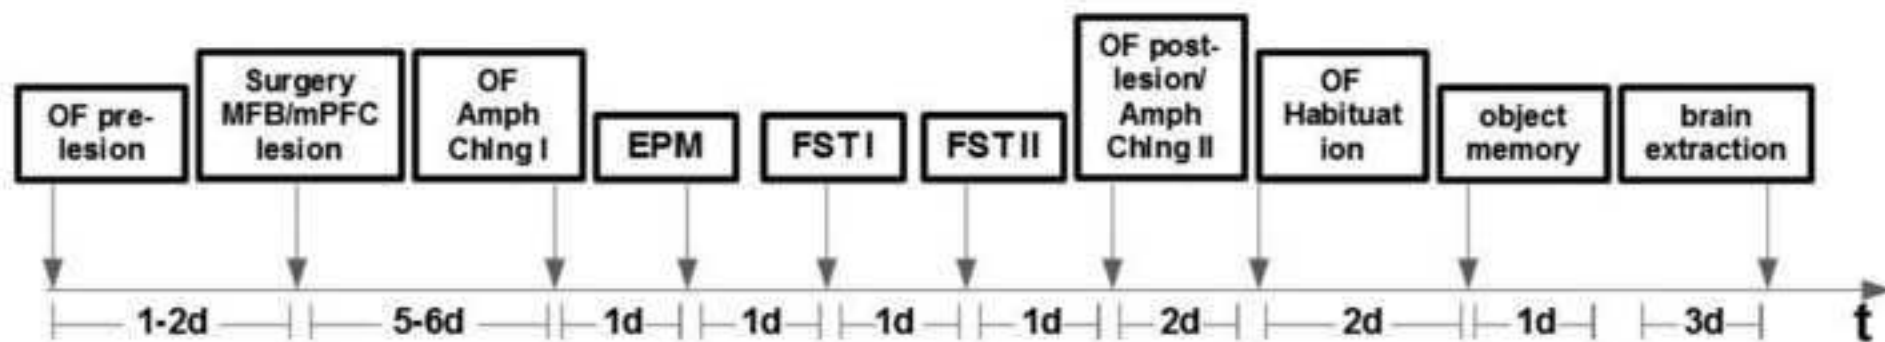 OF pre-
lesion
Surgery
MFB/mPFC
lesion
OF
Amph
Chlng I
EPM
FST I
FST II
OF post-
lesion/
Amph
Chlng II
OF
Habituat
ion
object
memory
brain
extraction
1-2d
5-6d
1d
1d
1d
1d
2d
2d
1d
3d
t